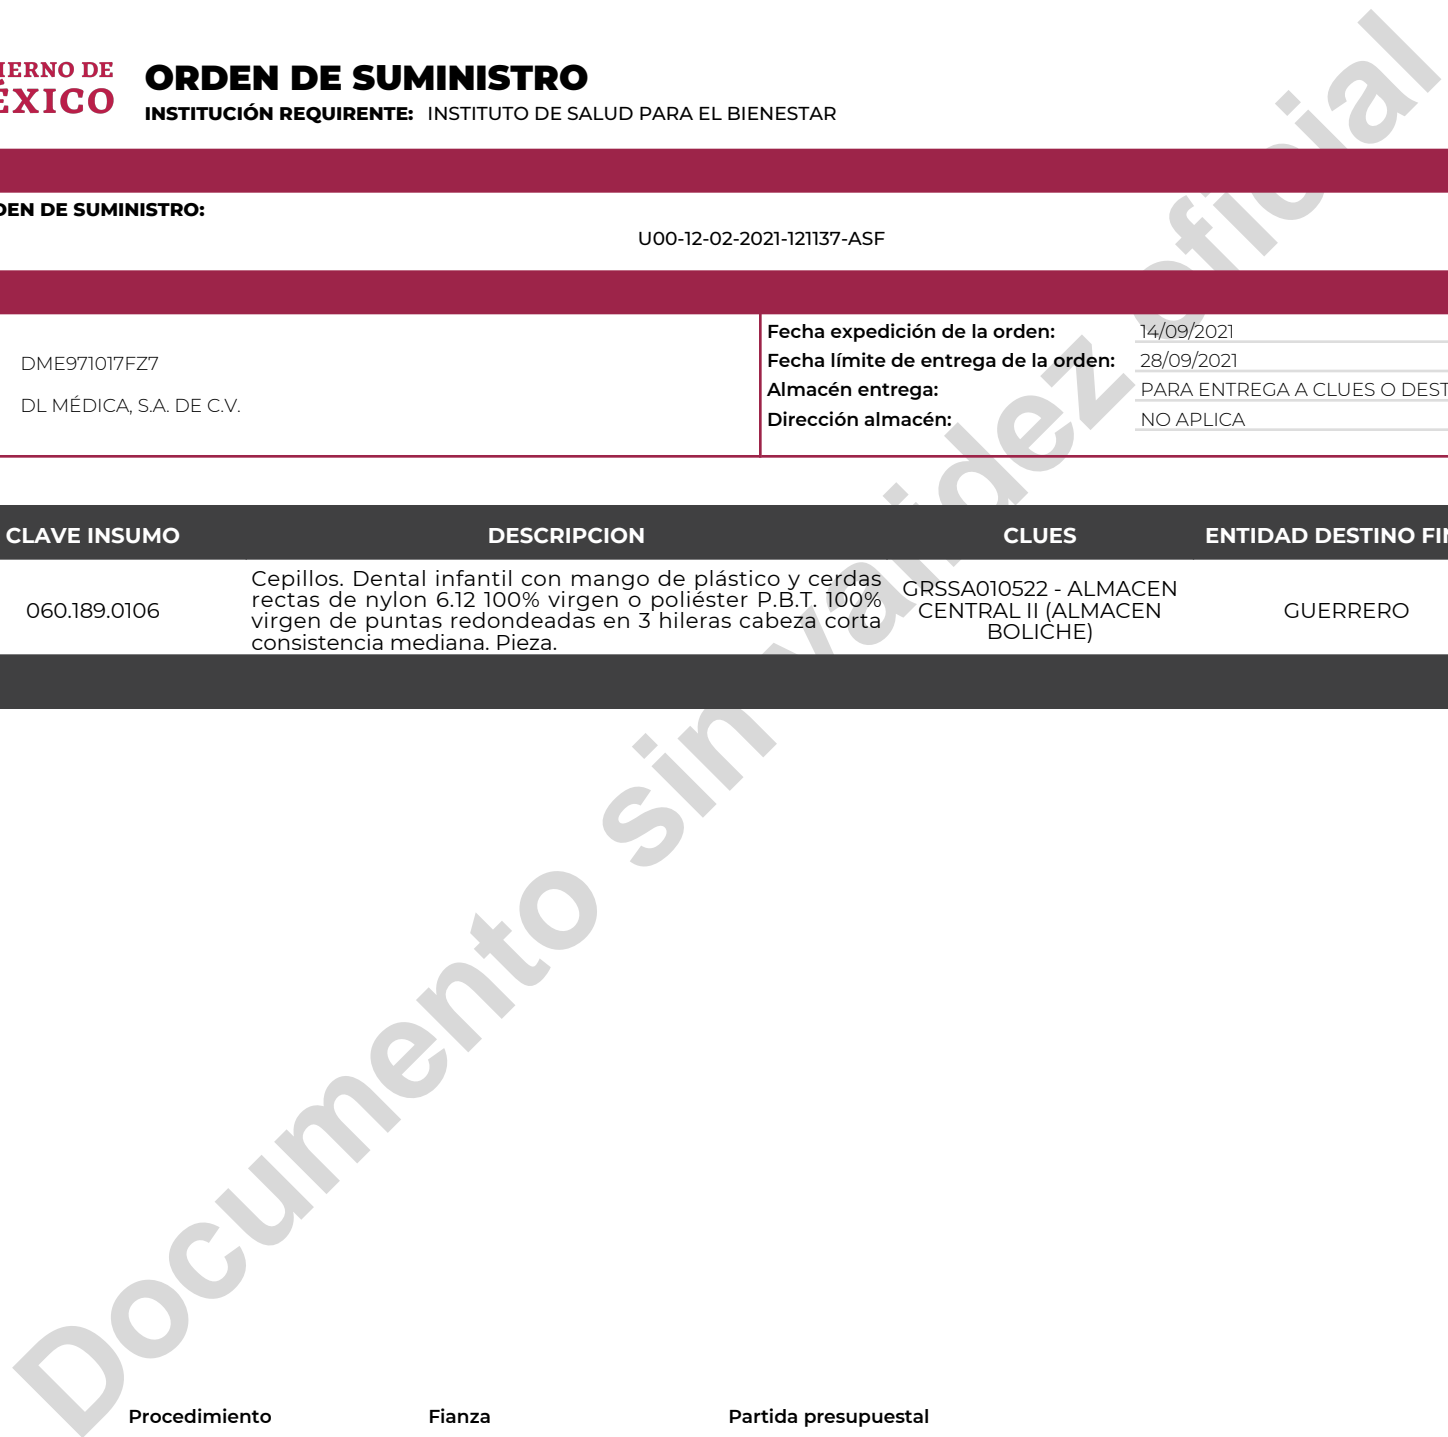 IERNO DE
ÉXICO
ORDEN DE SUMINISTRO
INSTITUCIÓN REQUIRENTE: INSTITUTO DE SALUD PARA EL BIENESTAR
DEN DE SUMINISTRO:
U00-12-02-2021-121137-ASF
DME971017FZ7
DL MÉDICA, S.A. DE C.V.
Fecha expedición de la orden: 14/09/2021
Fecha límite de entrega de la orden: 28/09/2021
Almacén entrega: PARA ENTREGA A CLUES O DEST
Dirección almacén: NO APLICA
CLAVE INSUMO DESCRIPCION CLUES ENTIDAD DESTINO FIN
060.189.0106
Cepillos. Dental infantil con mango de plástico y cerdas
rectas de nylon 6.12 100% virgen o poliéster P.B.T. 100%
virgen de puntas redondeadas en 3 hileras cabeza corta
consistencia mediana. Pieza.
GRSSA010522 - ALMACEN
CENTRAL II (ALMACEN
BOLICHE)
GUERRERO
Documento sin validez oficial
Procedimiento Fianza Partida presupuestal